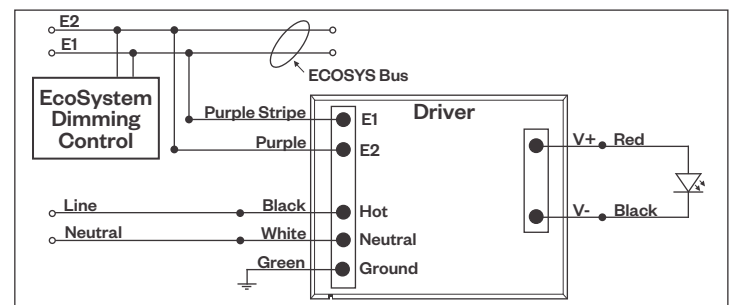 E2
E1
ECOSYS Bus
EcoSystem
Dimming
Control
Driver
Purple Stripe
E1
Purple
E2
V+
Red
V-
Black
Line
Black
Hot
Neutral
White
Neutral
Green
Ground